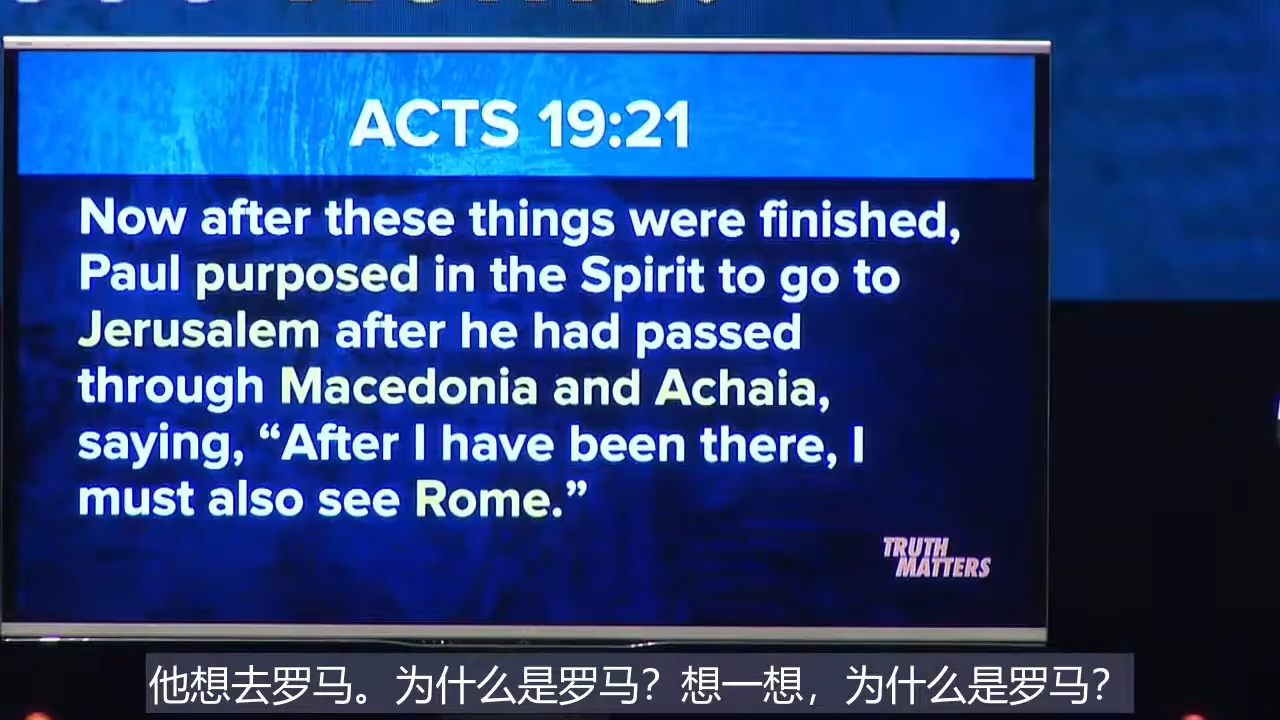 ACTS 19:21
Now after these things were finished,
Paul purposed in the Spirit to go to
Jerusalem after he had passed
through Macedonia and Achaia,
saying, “After I have been there, I
must also see Rome.”
TRUTH
MATTERS
他想去罗马。为什么是罗马？想一想，为什么是罗马？